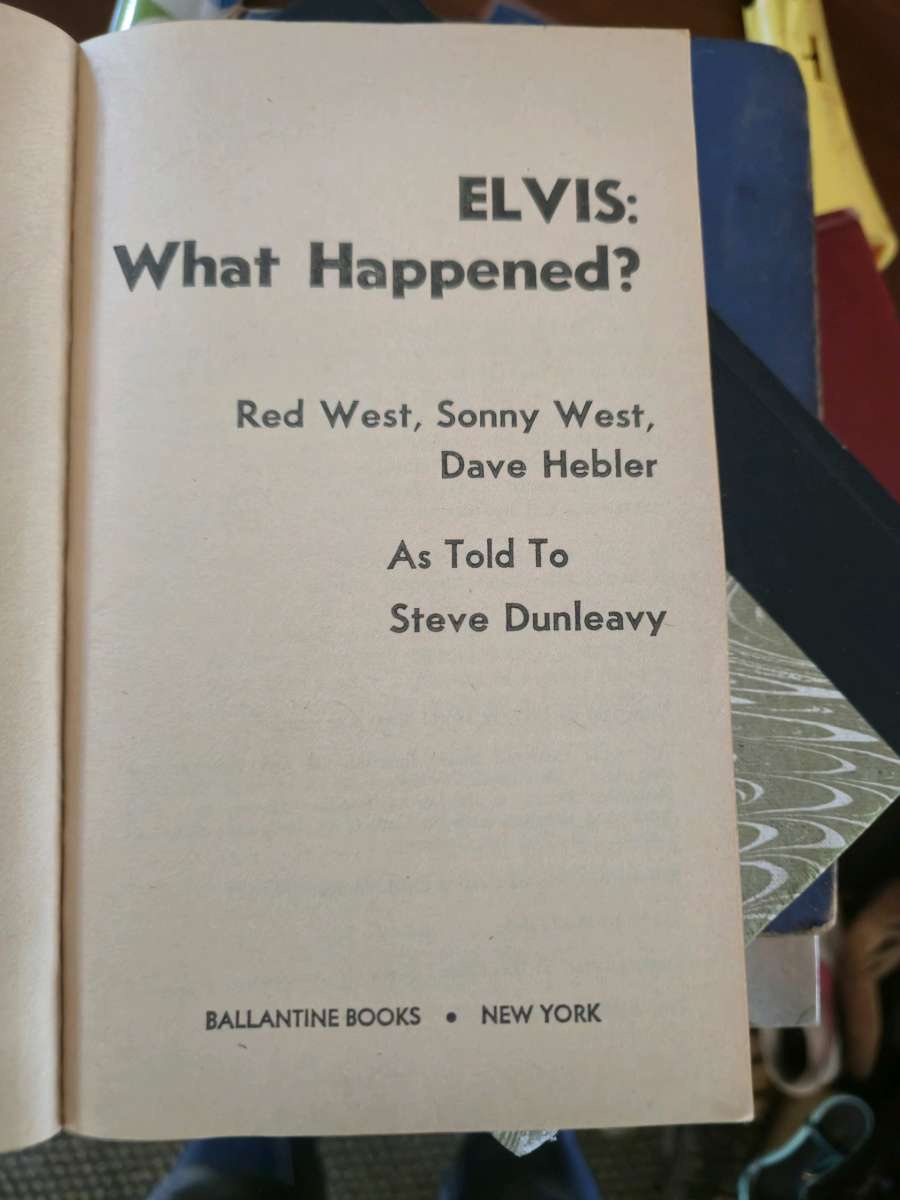 ELVIS:
What Happened?
Red West, Sonny West,
Dave Hebler
As Told To
Steve Dunleavy
BALLANTINE BOOKS • NEW YORK